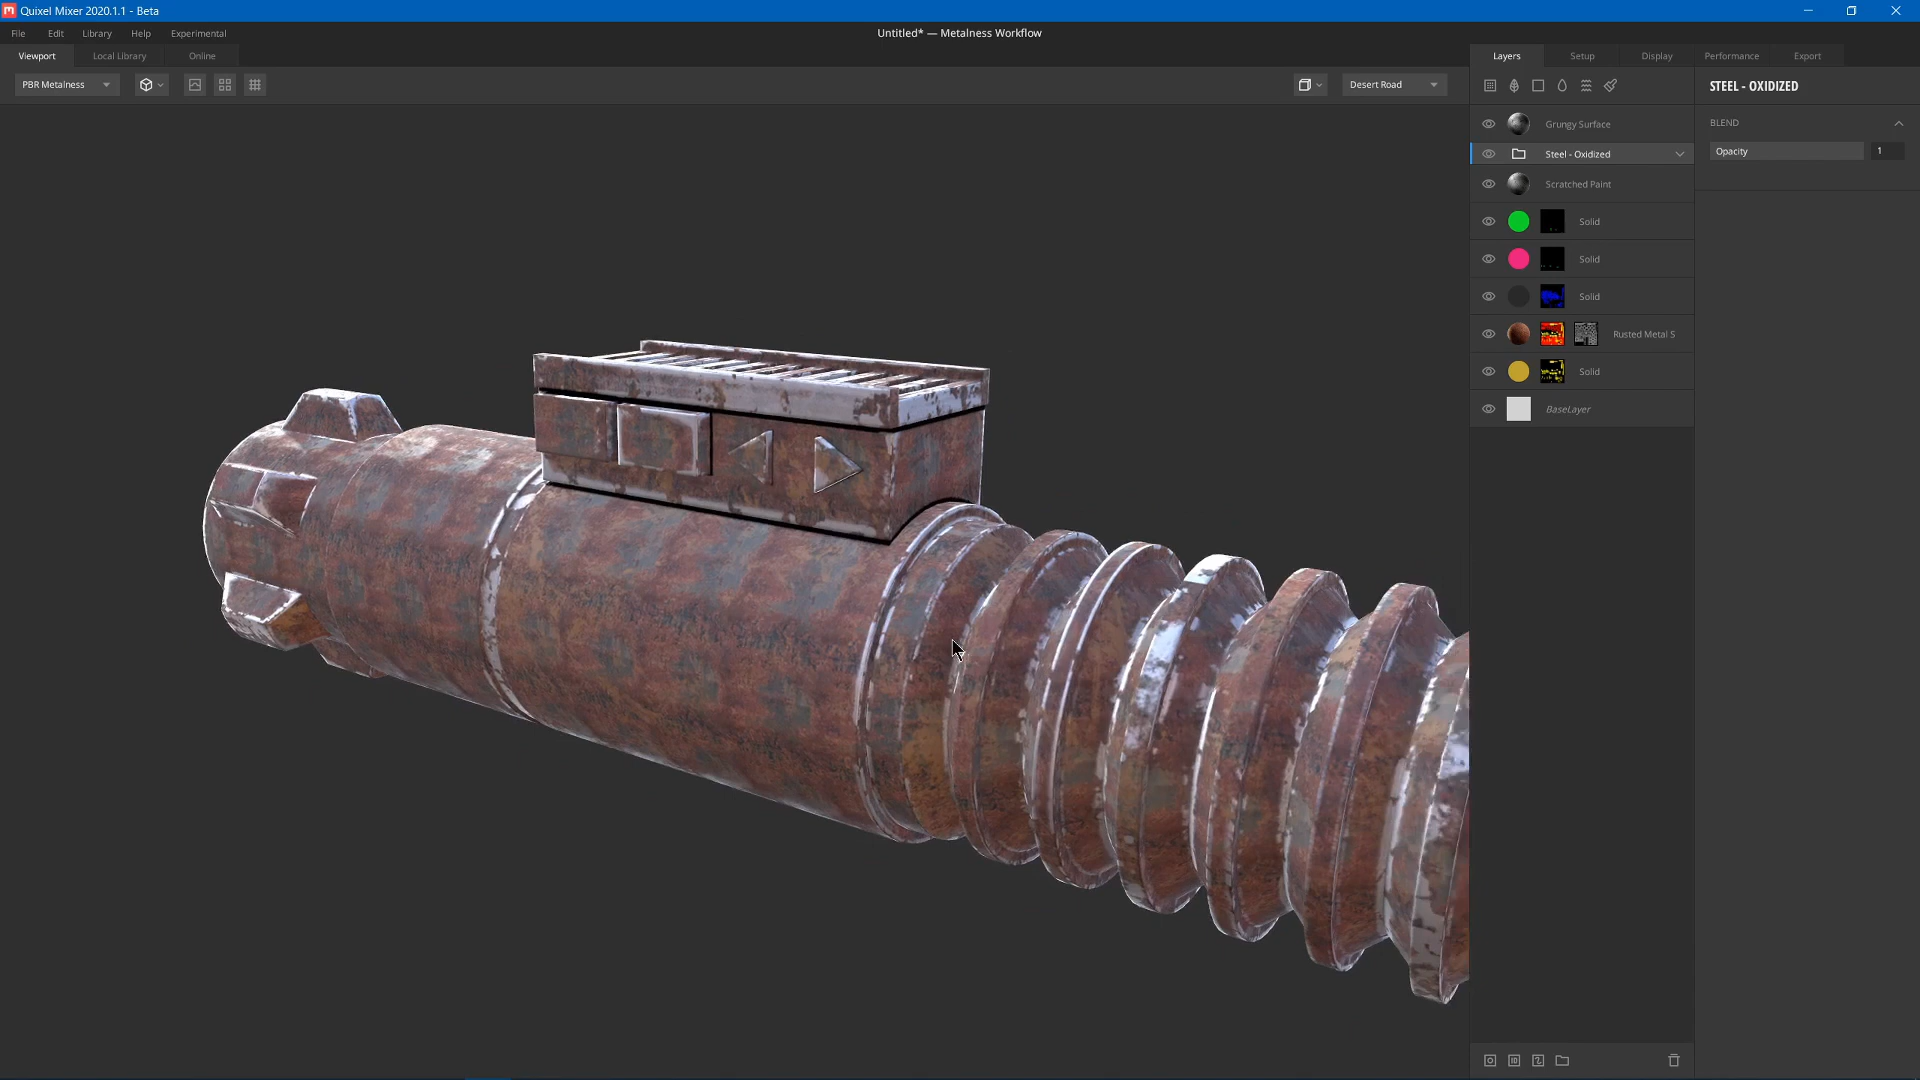 Quixel Mixer 2020.1.1 - Beta
File Edit Library Help Experimental
Untitled* — Metalness Workflow
Viewport Local Library Online
Layers Setup Display Performance Export
PBR Metalness
Desert Road
STEEL - OXIDIZED
BLEND
Opacity 1
Grungy Surface
Steel - Oxidized
Scratched Paint
Solid
Solid
Solid
Rusted Metal S
Solid
BaseLayer